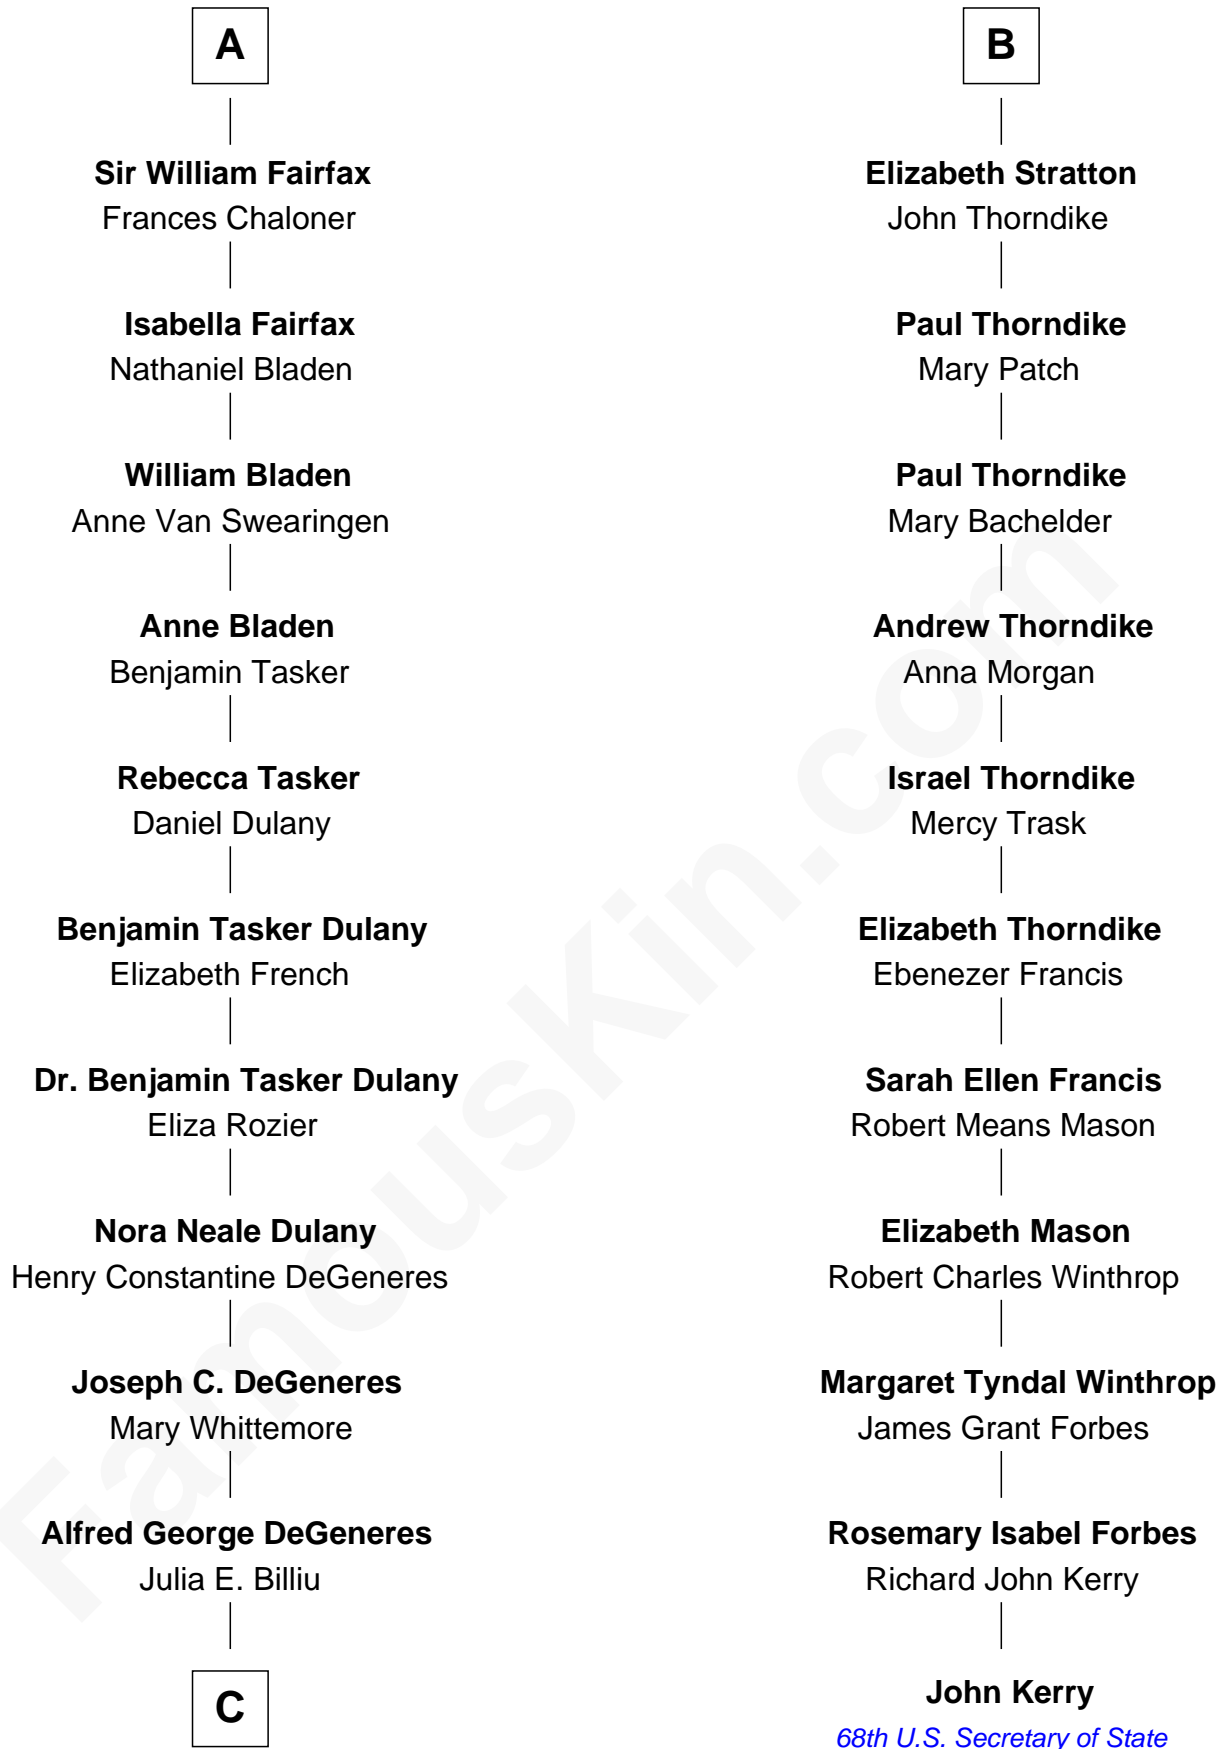 A
Sir William Fairfax
Frances Chaloner
Isabella Fairfax
Nathaniel Bladen
William Bladen
Anne Van Swearingen
Anne Bladen
Benjamin Tasker
Rebecca Tasker
Daniel Dulany
Benjamin Tasker Dulany
Elizabeth French
Dr. Benjamin Tasker Dulany
Eliza Rozier
Nora Neale Dulany
Henry Constantine DeGeneres
Joseph C. DeGeneres
Mary Whittemore
Alfred George DeGeneres
Julia E. Billiu
C
B
Elizabeth Stratton
John Thorndike
Paul Thorndike
Mary Patch
Paul Thorndike
Mary Bachelder
Andrew Thorndike
Anna Morgan
Israel Thorndike
Mercy Trask
Elizabeth Thorndike
Ebenezer Francis
Sarah Ellen Francis
Robert Means Mason
Elizabeth Mason
Robert Charles Winthrop
Margaret Tyndal Winthrop
James Grant Forbes
Rosemary Isabel Forbes
Richard John Kerry
John Kerry
68th U.S. Secretary of State
FamousKin.com